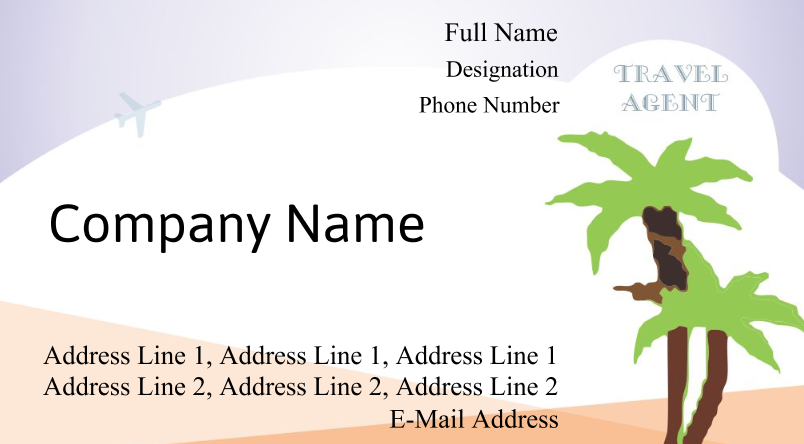 Full Name
Designation
Phone Number
TRAVEL
AGENT
Company Name
Address Line 1, Address Line 1, Address Line 1
Address Line 2, Address Line 2, Address Line 2
E-Mail Address